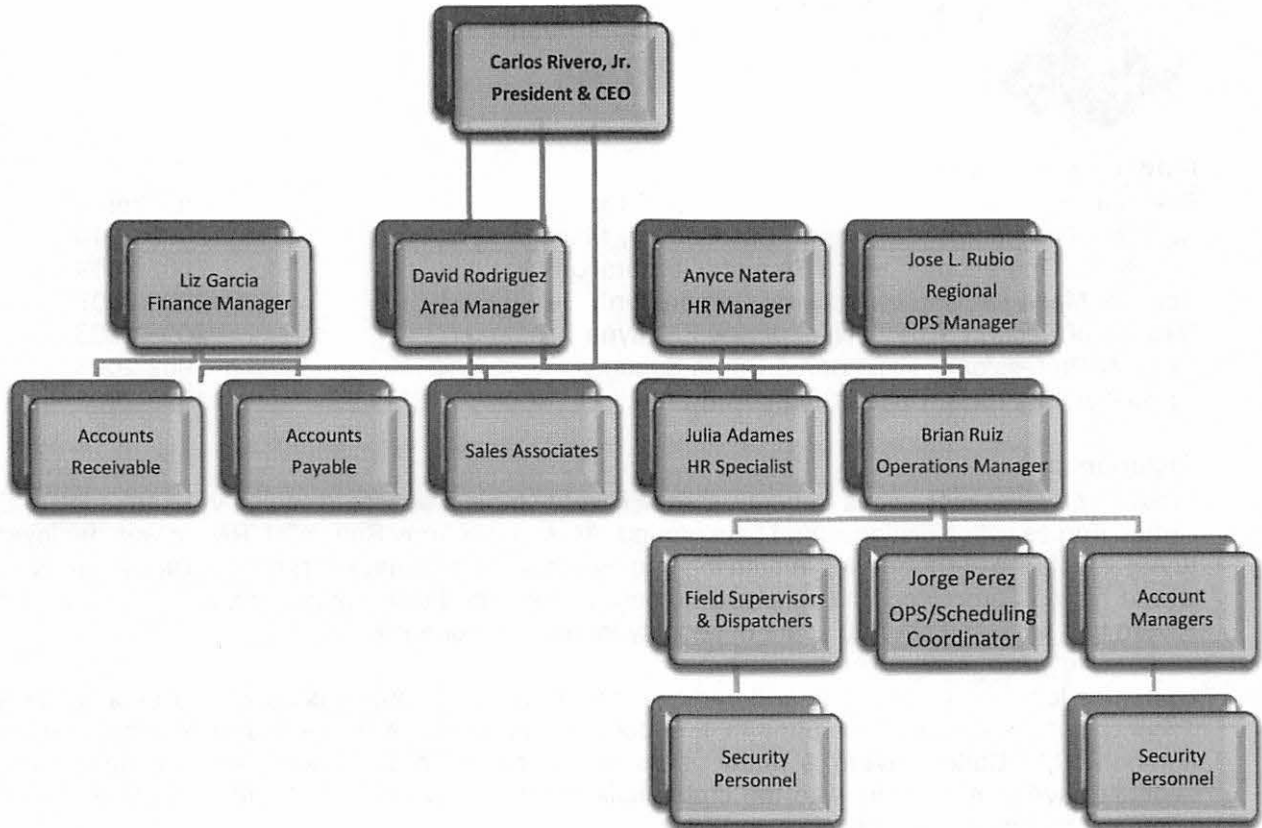 Carlos Rivero, Jr.
President & CEO
Liz Garcia
Finance Manager
David Rodriguez
Area Manager
Anyce Natera
HR Manager
Jose L. Rubio
Regional
OPS Manager
Accounts
Receivable
Accounts
Payable
Sales Associates
Julia Adames
HR Specialist
Brian Ruiz
Operations Manager
Field Supervisors
& Dispatchers
Jorge Perez
OPS/Scheduling
Coordinator
Account
Managers
Security
Personnel
Security
Personnel